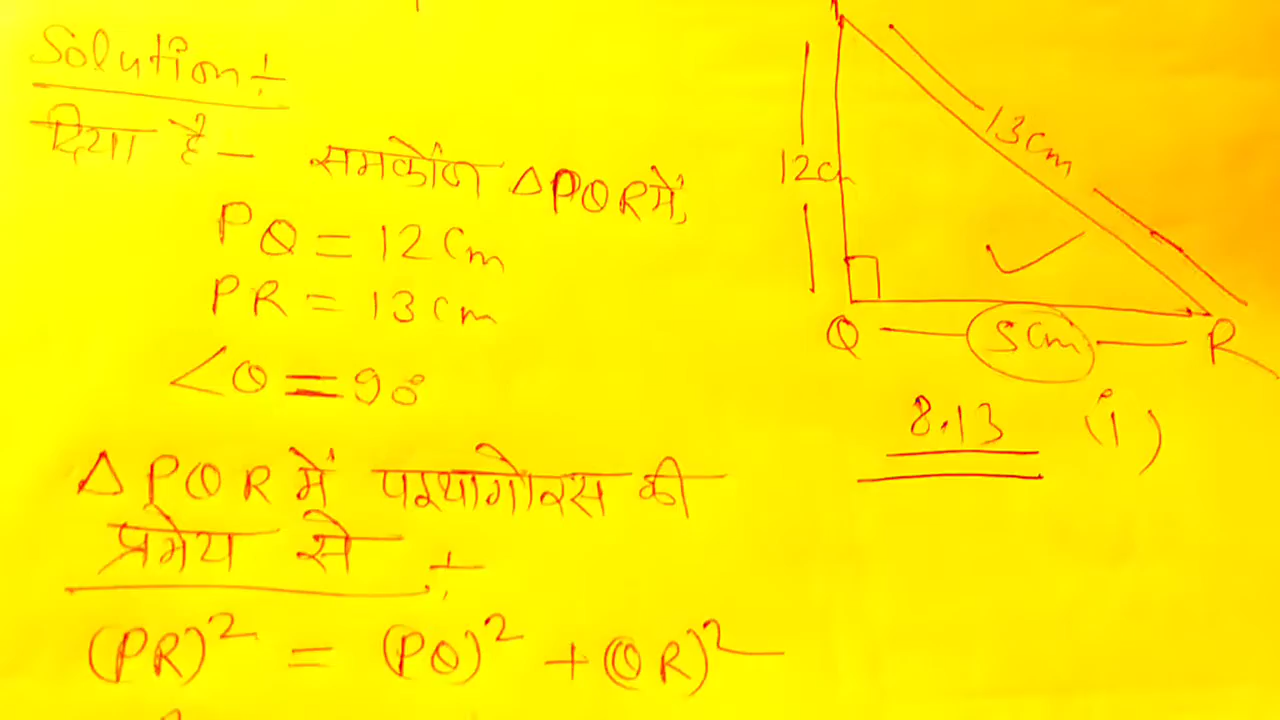 Solution÷
दिया है– समकोंण ΔPQR में,
PQ = 12 Cm
PR = 13 cm
∠Q = 90°
ΔPQR में पाइथागोरस की
प्रमेय से ÷
(PR)² = (PQ)² + (QR)²
13cm
12cm
Q 5Cm R
8.13 (i)